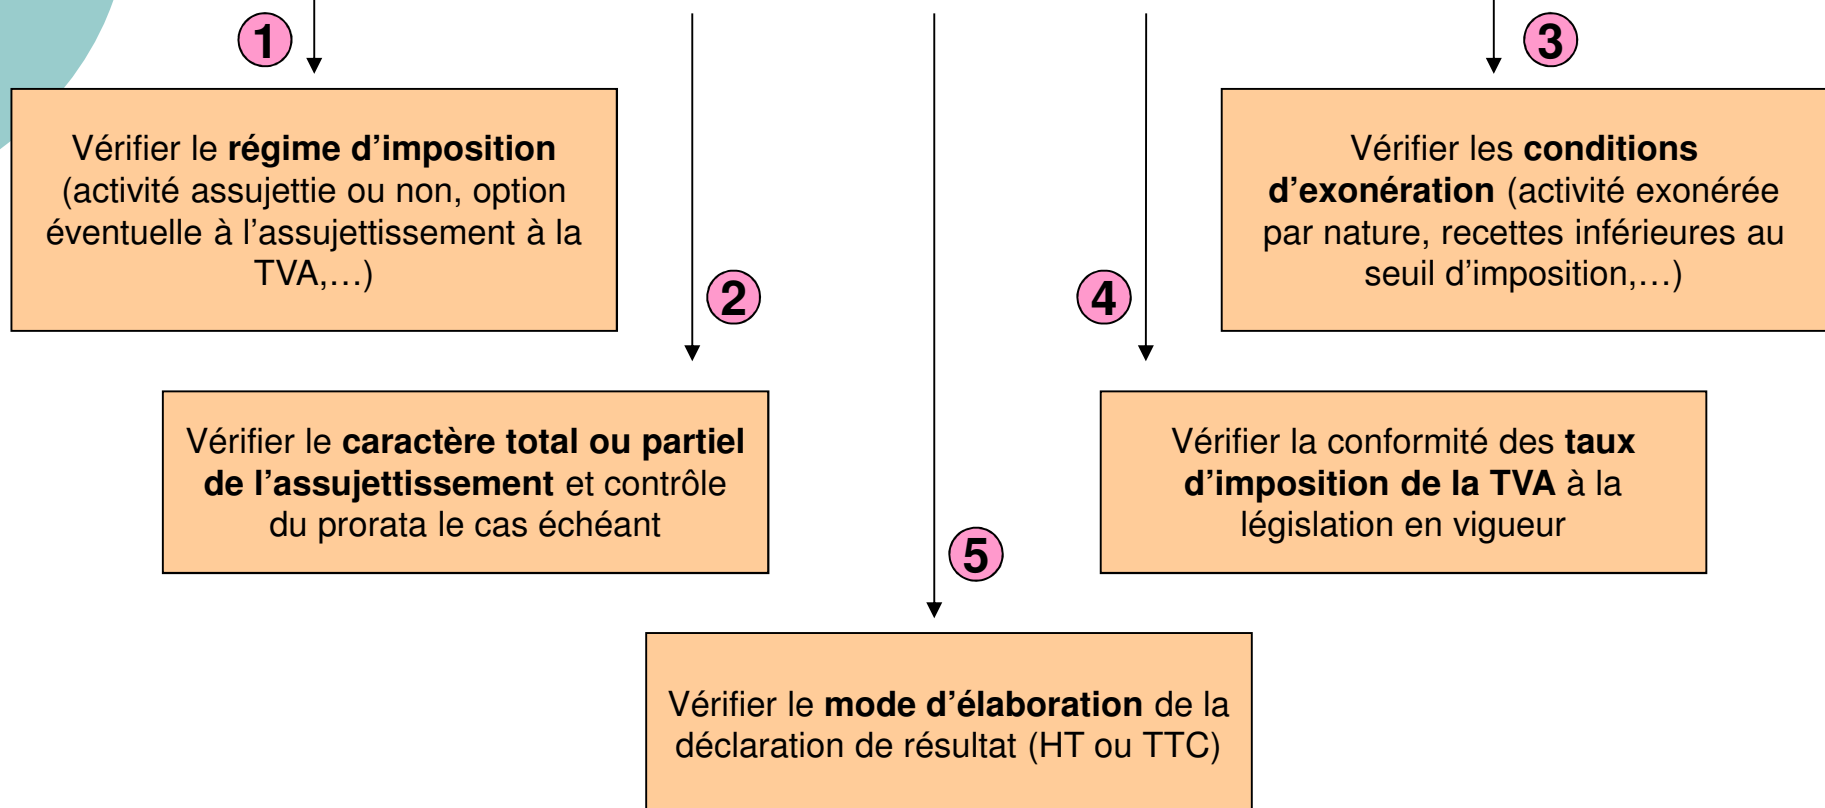 1
Vérifier le régime d’imposition
(activité assujettie ou non, option
éventuelle à l’assujettissement à la
TVA,…)
2
Vérifier le caractère total ou partiel
de l’assujettissement et contrôle
du prorata le cas échéant
3
Vérifier les conditions
d’exonération (activité exonérée
par nature, recettes inférieures au
seuil d’imposition,…)
4
Vérifier la conformité des taux
d’imposition de la TVA à la
législation en vigueur
5
Vérifier le mode d’élaboration de la
déclaration de résultat (HT ou TTC)